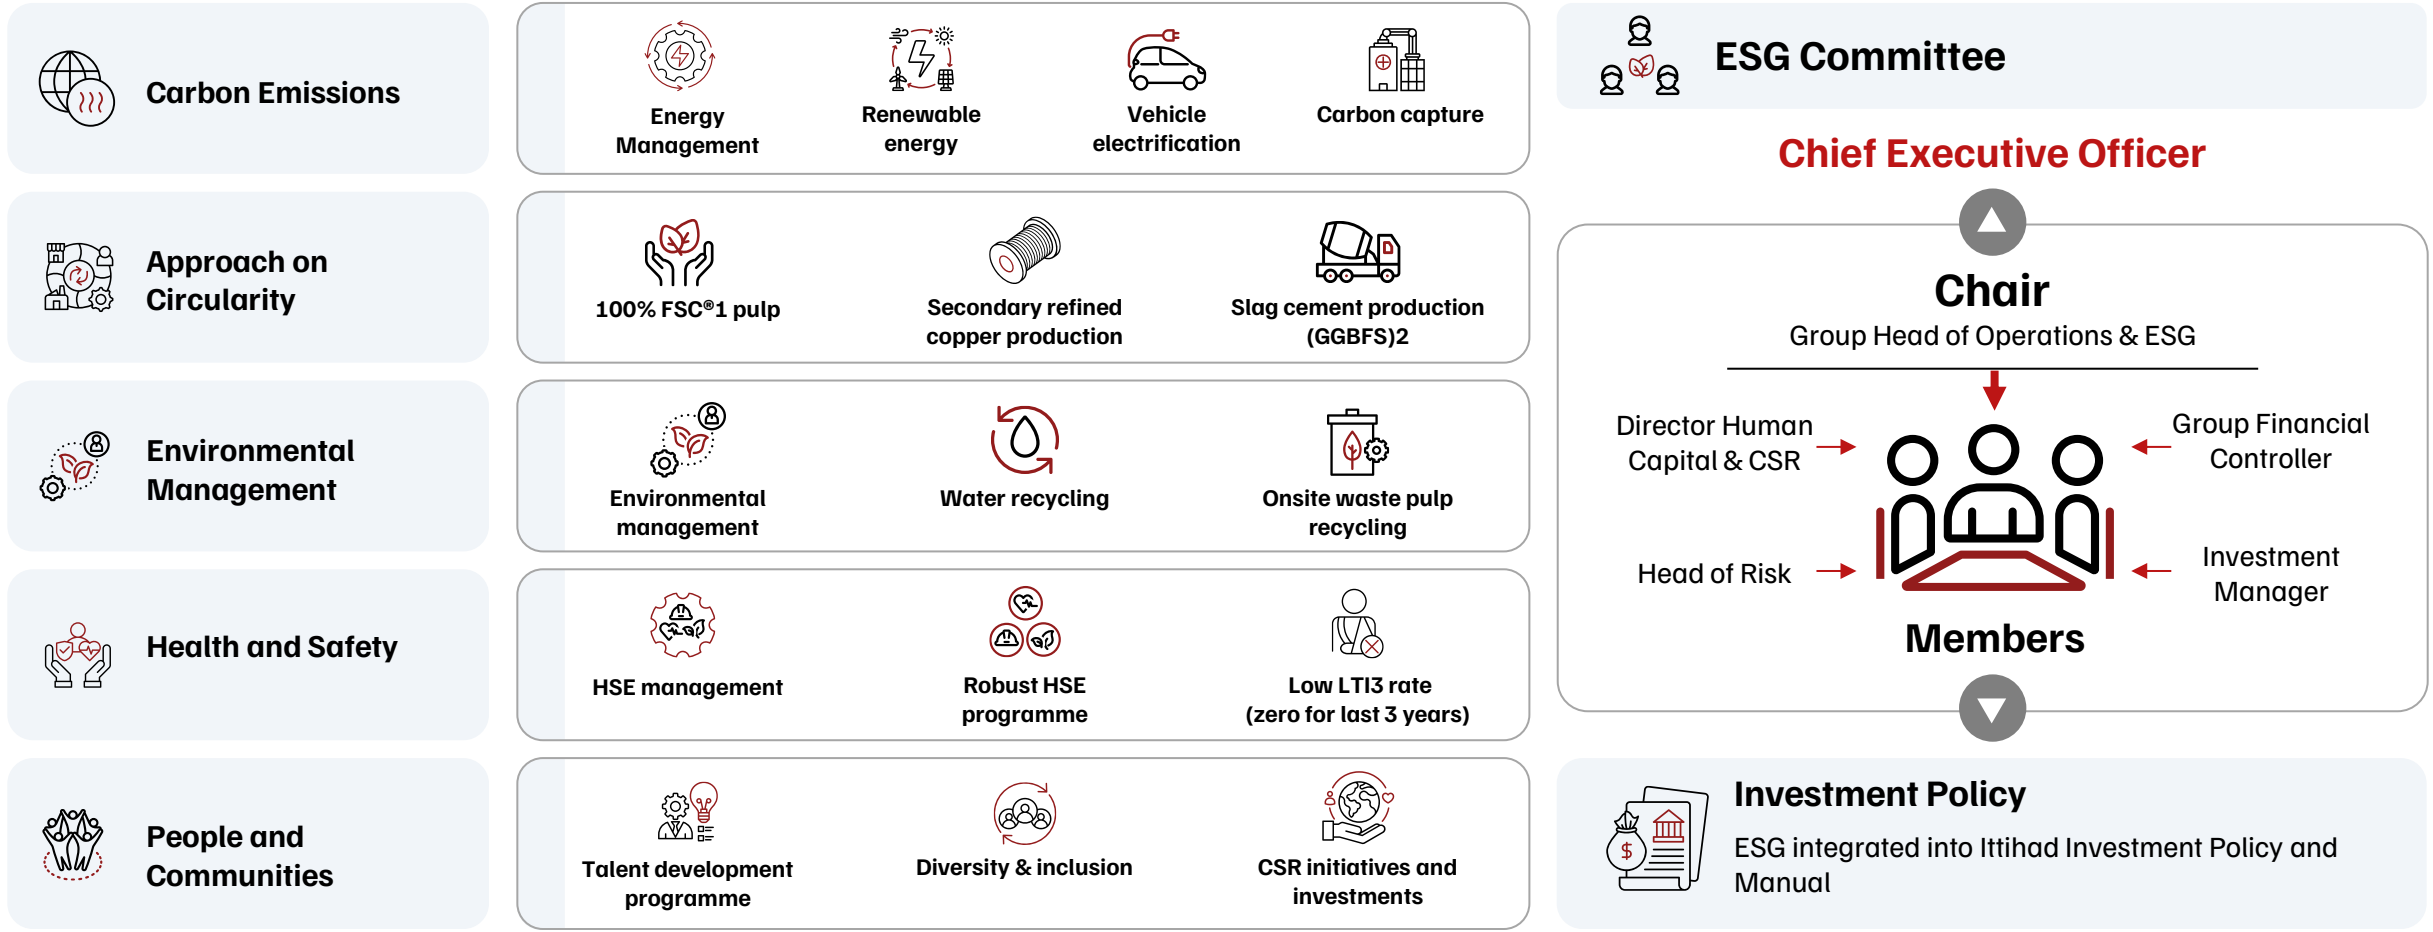 Carbon Emissions
Energy
Management
Renewable
energy
Vehicle
electrification
Carbon capture
Approach on
Circularity
100% FSC®1 pulp
Secondary refined
copper production
Slag cement production
(GGBFS)2
Environmental
Management
Environmental
management
Water recycling
Onsite waste pulp
recycling
Health and Safety
HSE management
Robust HSE
programme
Low LTI3 rate
(zero for last 3 years)
People and
Communities
Talent development
programme
Diversity & inclusion
CSR initiatives and
investments
ESG Committee
Chief Executive Officer
Chair
Group Head of Operations & ESG
Director Human
Capital & CSR
Group Financial
Controller
Head of Risk
Investment
Manager
Members
Investment Policy
ESG integrated into Ittihad Investment Policy and
Manual